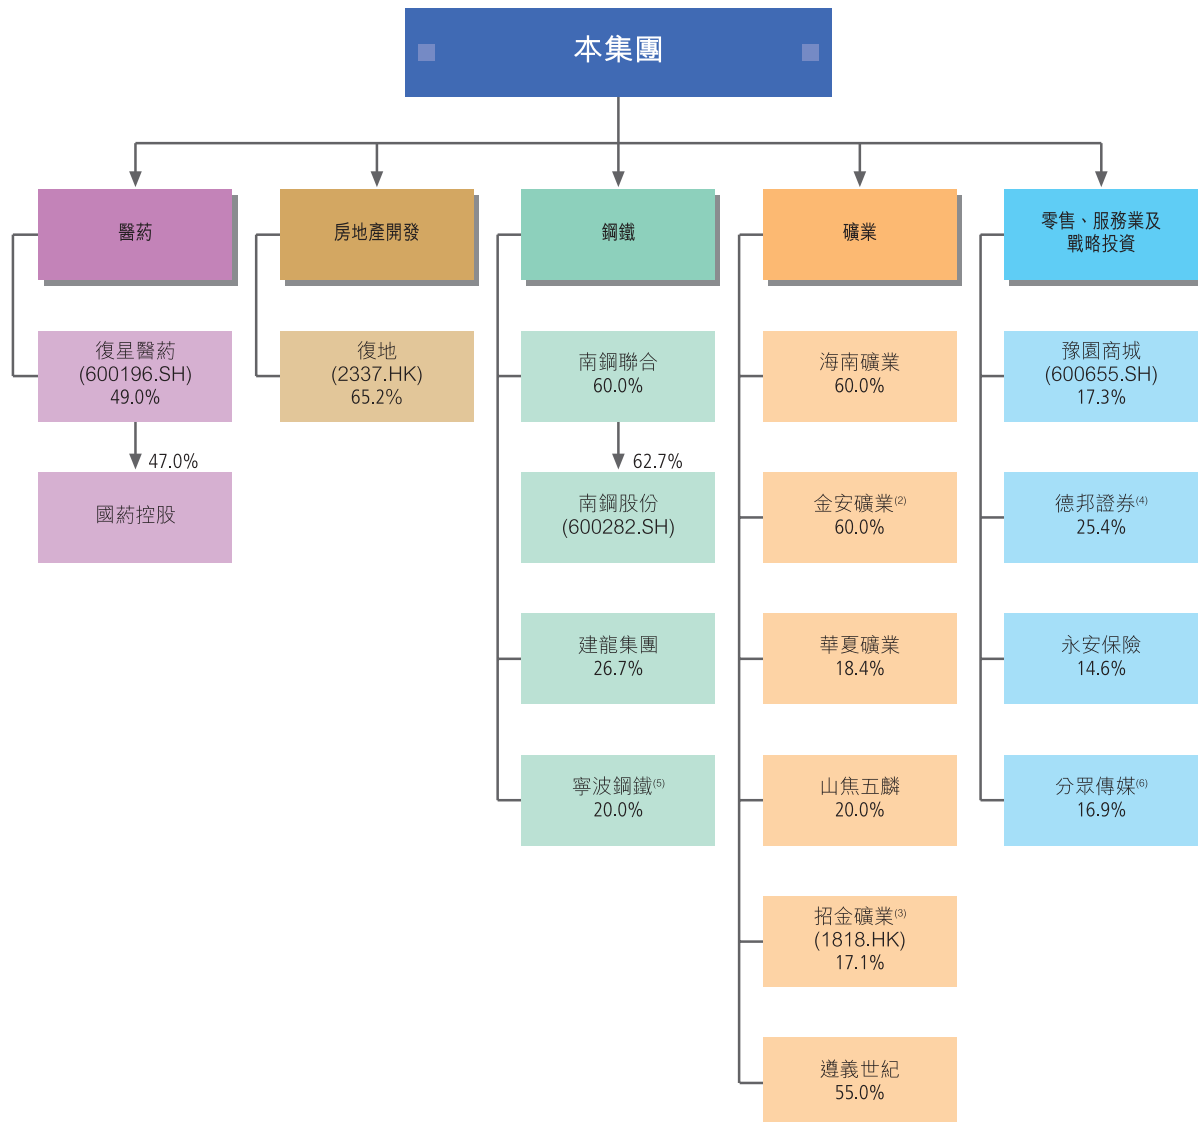 本集團
醫药
復星醫药
(600196.SH)
49.0%
47.0%
國药控股
房地產開發
復地
(2337.HK)
65.2%
鋼鐵
南鋼聯合
60.0%
62.7%
南鋼股份
(600282.SH)
建龍集團
26.7%
寧波鋼鐵(5)
20.0%
礦業
海南礦業
60.0%
金安礦業(2)
60.0%
華夏礦業
18.4%
山焦五麟
20.0%
招金礦業(3)
(1818.HK)
17.1%
遵義世紀
55.0%
零售、服務業及
戰略投資
豫園商城
(600655.SH)
17.3%
德邦證券(4)
25.4%
永安保險
14.6%
分眾傳媒(6)
16.9%